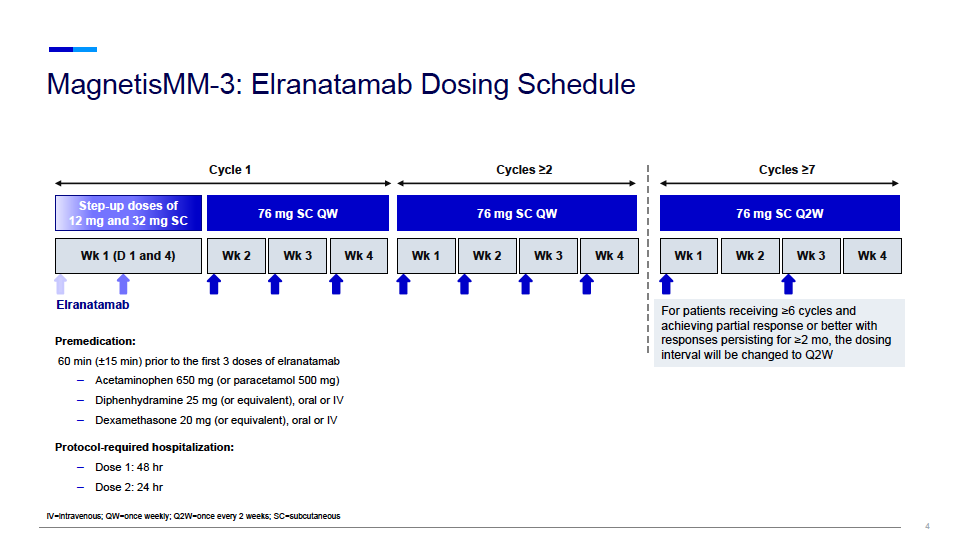 MagnetisMM-3: Elranatamab Dosing Schedule
Cycle 1
Cycles ≥2
Cycles ≥7
Step-up doses of
12 mg and 32 mg SC
76 mg SC QW
76 mg SC QW
76 mg SC Q2W
Wk 1 (D 1 and 4)
Wk 2
Wk 3
Wk 4
Wk 1
Wk 2
Wk 3
Wk 4
Wk 1
Wk 2
Wk 3
Wk 4
Elranatamab
For patients receiving ≥6 cycles and
achieving partial response or better with
responses persisting for ≥2 mo, the dosing
interval will be changed to Q2W
Premedication:
60 min (±15 min) prior to the first 3 doses of elranatamab
– Acetaminophen 650 mg (or paracetamol 500 mg)
– Diphenhydramine 25 mg (or equivalent), oral or IV
– Dexamethasone 20 mg (or equivalent), oral or IV
Protocol-required hospitalization:
– Dose 1: 48 hr
– Dose 2: 24 hr
IV=intravenous; QW=once weekly; Q2W=once every 2 weeks; SC=subcutaneous
4